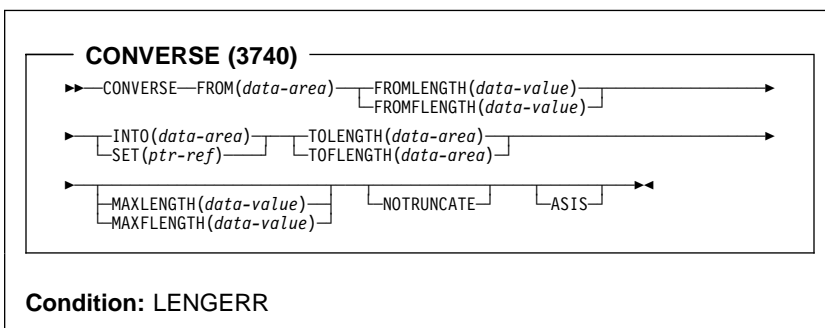 CONVERSE (3740)
CONVERSE FROM(data-area) FROMLENGTH(data-value)
FROMFLENGTH(data-value)
INTO(data-area) TOLENGTH(data-area)
SET(ptr-ref) TOFLENGTH(data-area)
MAXLENGTH(data-value) NOTRUNCATE ASIS
MAXFLENGTH(data-value)
Condition: LENGERR